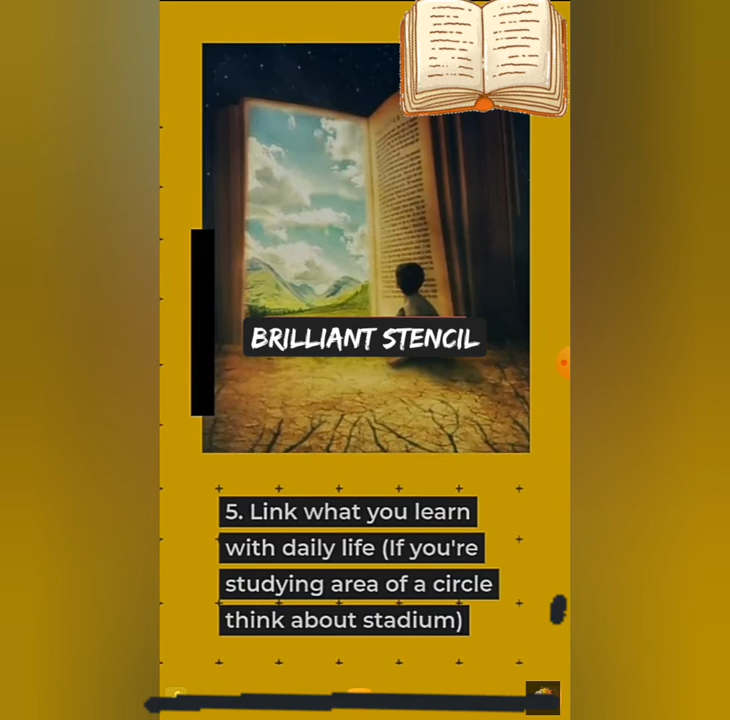 BRILLIANT STENCIL
5. Link what you learn
with daily life (If you're
studying area of a circle
think about stadium)